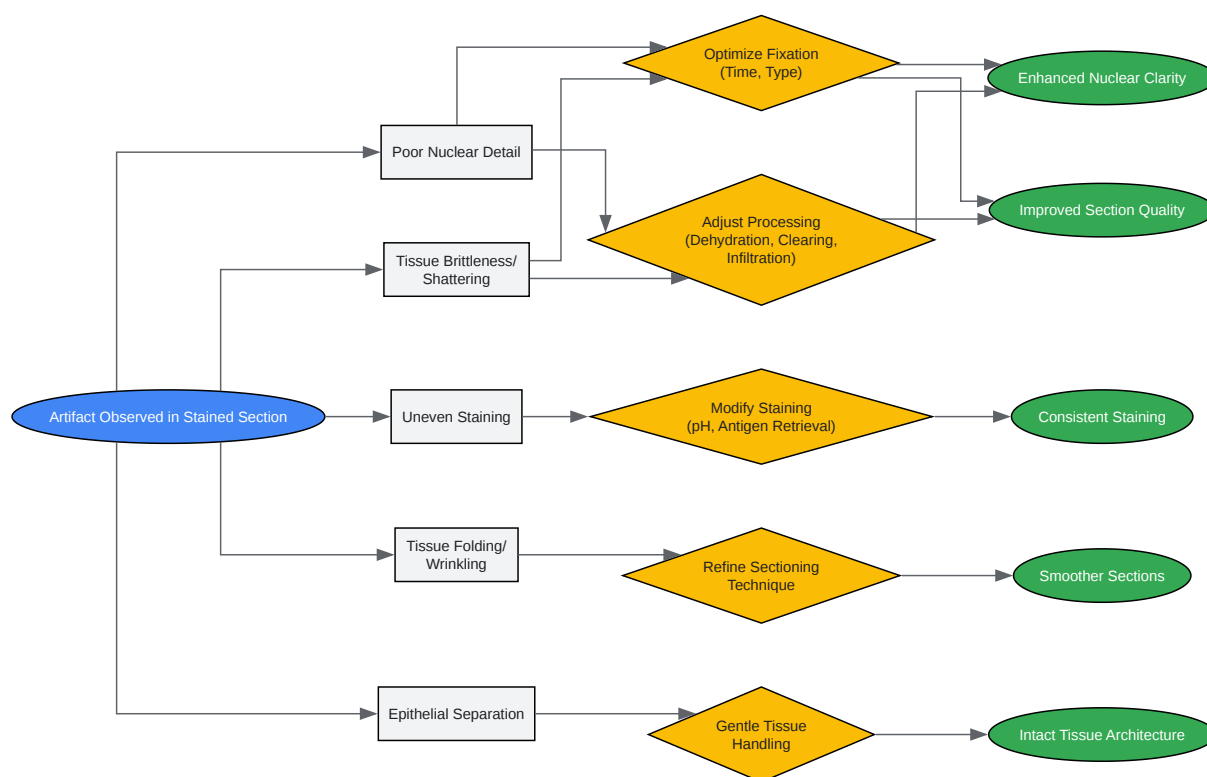 Optimize Fixation
(Time, Type)
Enhanced Nuclear Clarity
Poor Nuclear Detail
Adjust Processing
(Dehydration, Clearing,
Infiltration)
Improved Section Quality
Tissue Brittleness/
Shattering
Artifact Observed in Stained Section
Uneven Staining
Modify Staining
(pH, Antigen Retrieval)
Consistent Staining
Tissue Folding/
Wrinkling
Refine Sectioning
Technique
Smoother Sections
Epithelial Separation
Gentle Tissue
Handling
Intact Tissue Architecture